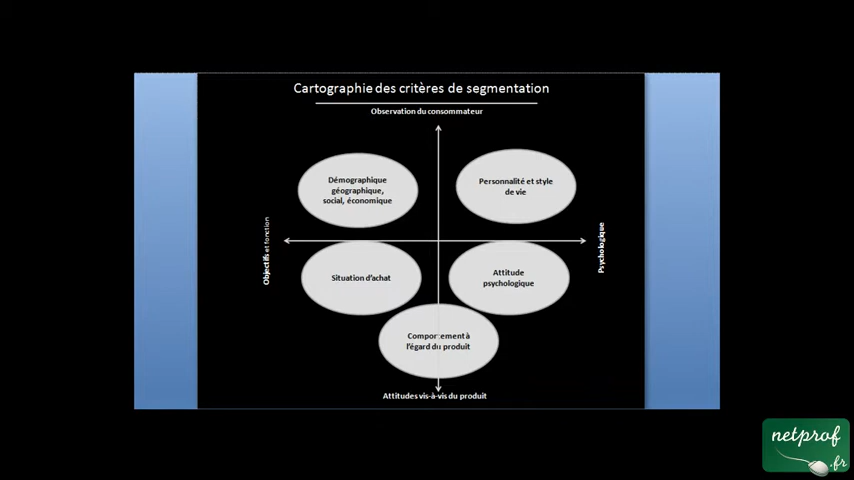 Cartographie des critères de segmentation
Observation du consommateur
Démographique
géographique,
social, économique
Personnalité et style
de vie
Objectifs et fonction
Psychologique
Situation d'achat
Attitude
psychologique
Comportement à
l'égard du produit
Attitudes vis-à-vis du produit
netprof
.fr